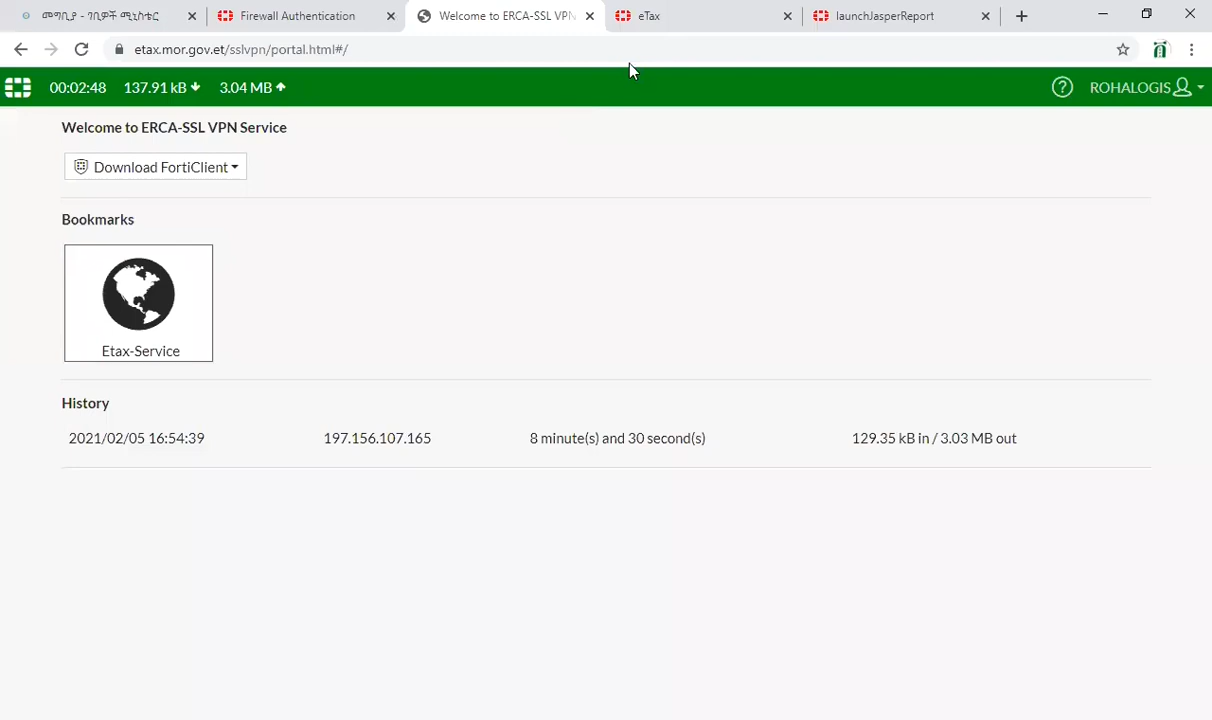 መግቢያ - ገቢዎች ሚኒስቴር
Firewall Authentication
Welcome to ERCA-SSL VPN
eTax
launchJasperReport
etax.mor.gov.et/sslvpn/portal.html#/
00:02:48 137.91 kB 3.04 MB
ROHALOGIS
Welcome to ERCA-SSL VPN Service
Download FortiClient
Bookmarks
Etax-Service
History
2021/02/05 16:54:39 197.156.107.165 8 minute(s) and 30 second(s) 129.35 kB in / 3.03 MB out